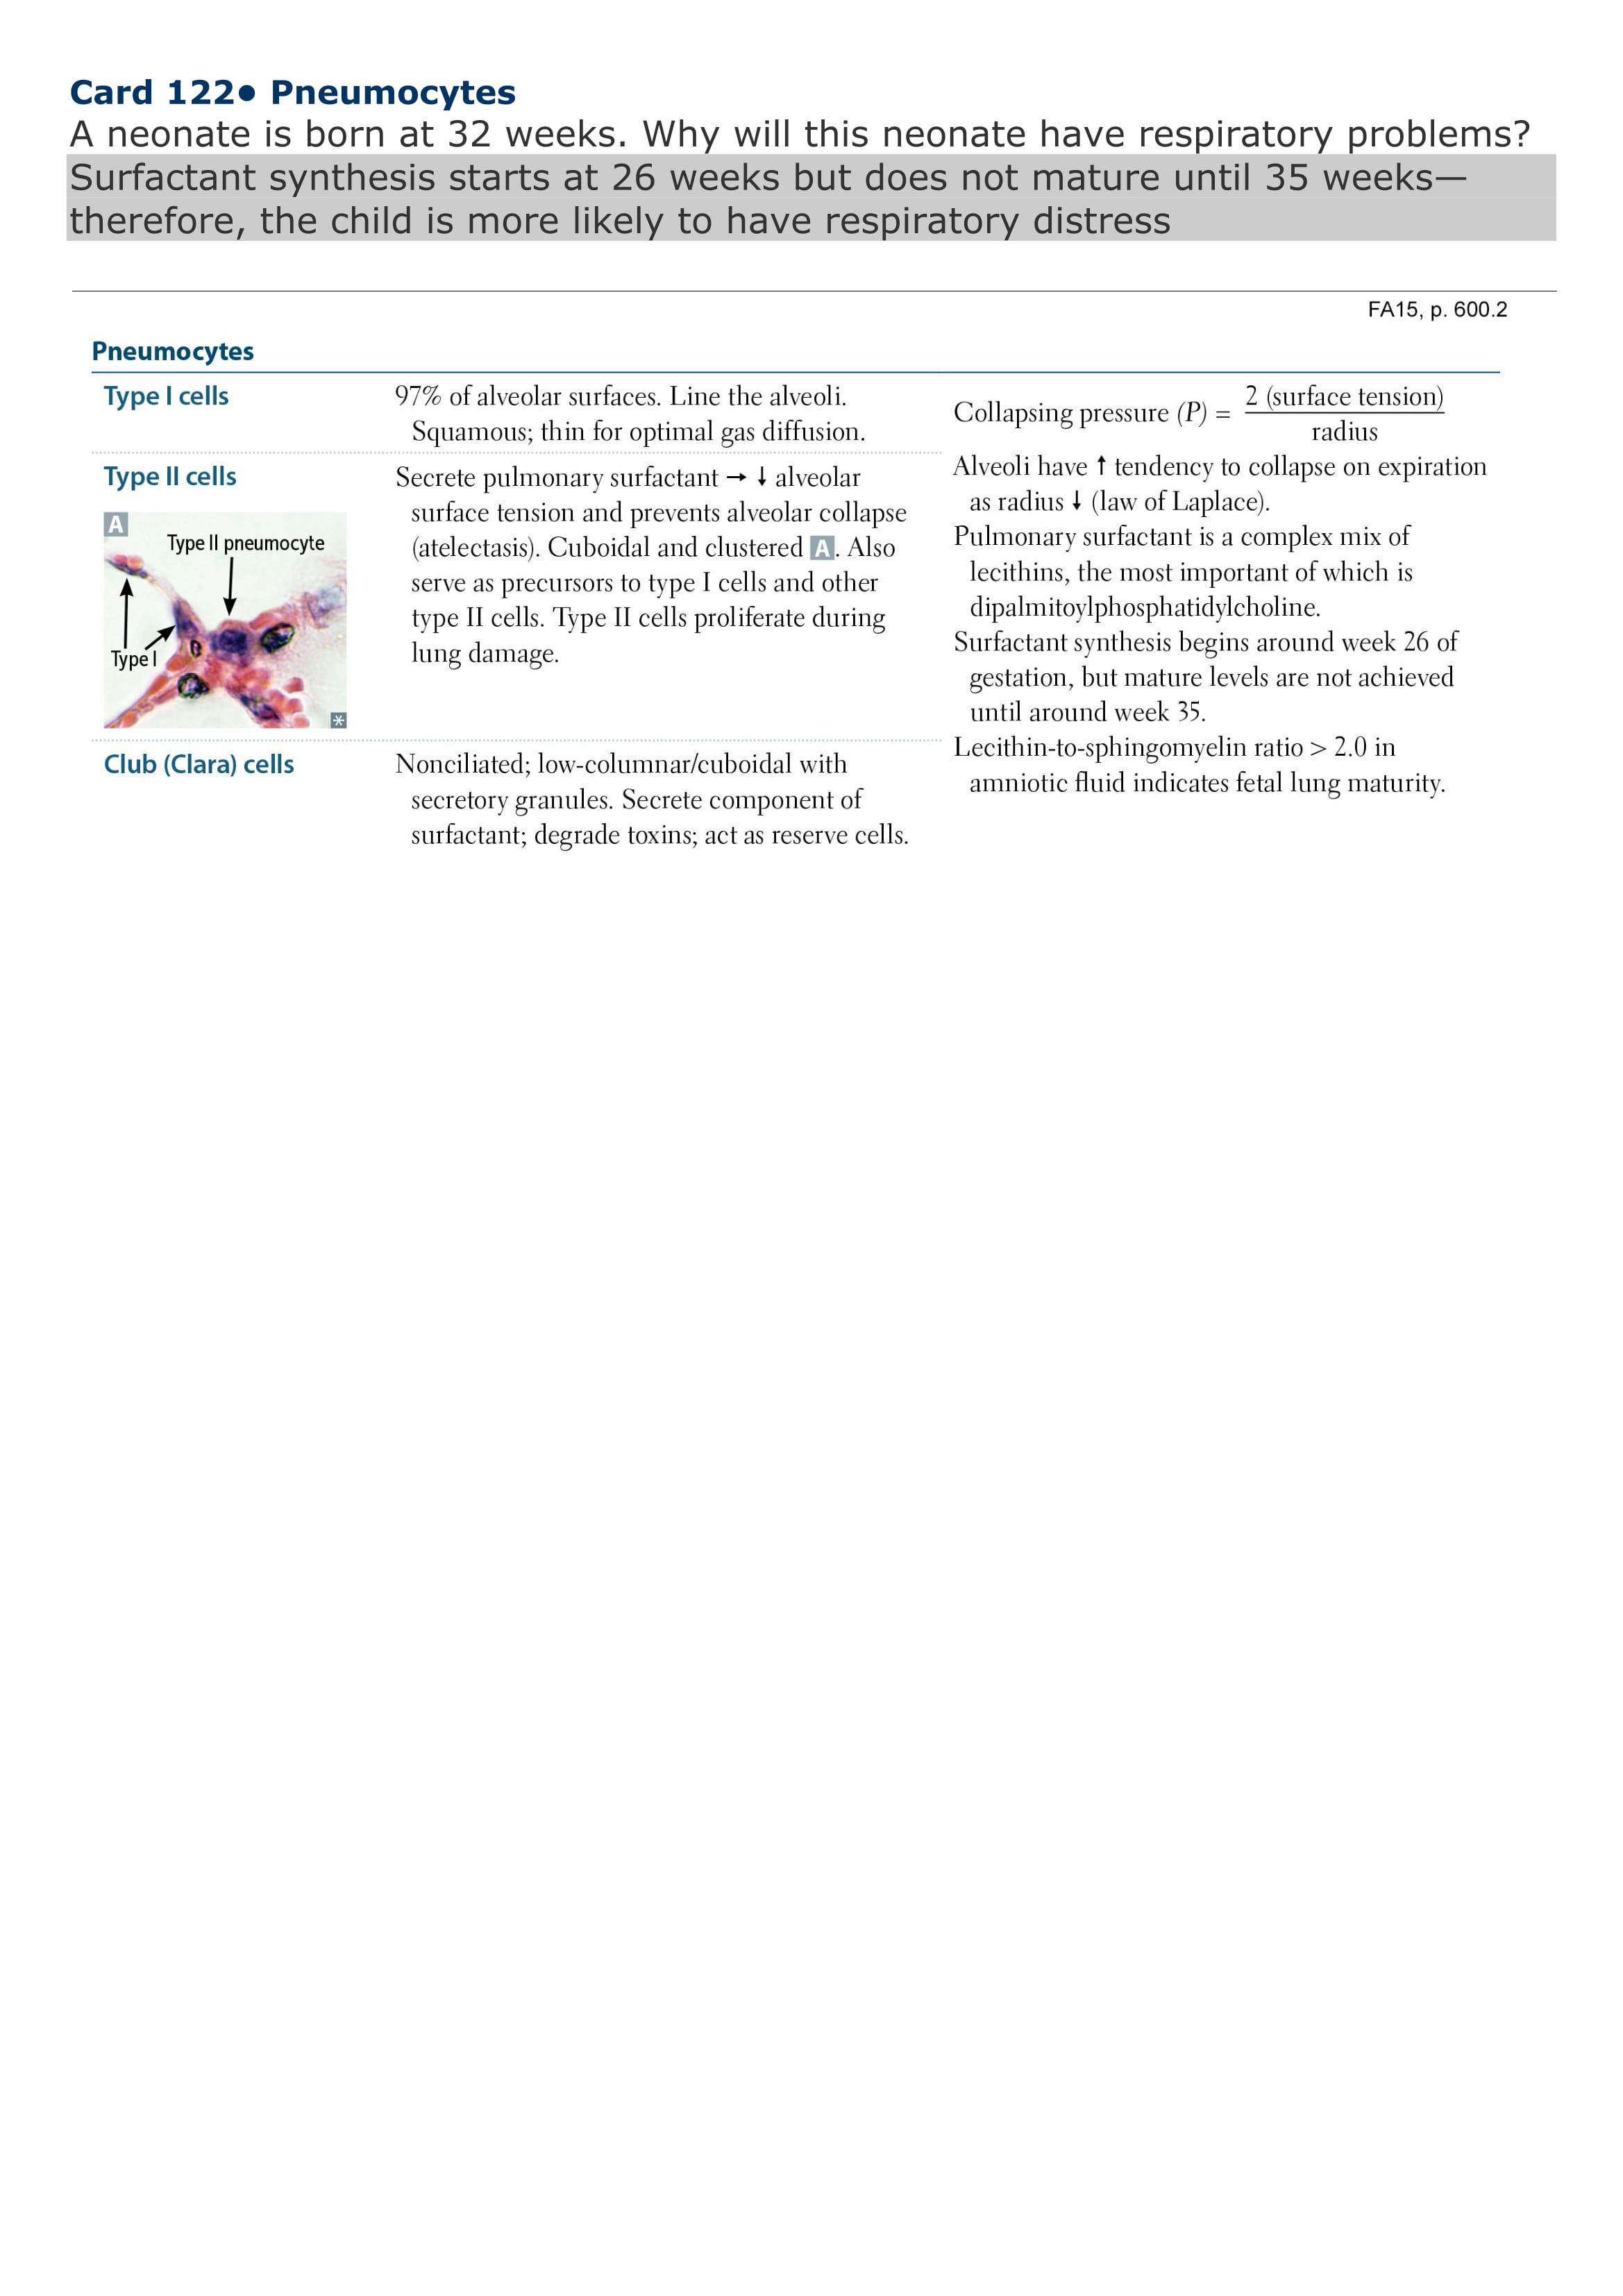 Card 122• Pneumocytes
A neonate is born at 32 weeks. Why will this neonate have respiratory problems?
Surfactant synthesis starts at 26 weeks but does not mature until 35 weeks—
therefore, the child is more likely to have respiratory distress
FA15, p. 600.2
Pneumocytes
Type I cells
97% of alveolar surfaces. Line the alveoli.
Squamous; thin for optimal gas diffusion.
Type II cells
Secrete pulmonary surfactant → ↓ alveolar
surface tension and prevents alveolar collapse
(atelectasis). Cuboidal and clustered A. Also
serve as precursors to type I cells and other
type II cells. Type II cells proliferate during
lung damage.
A
Type II pneumocyte
Type I
*
Club (Clara) cells
Nonciliated; low-columnar/cuboidal with
secretory granules. Secrete component of
surfactant; degrade toxins; act as reserve cells.
Collapsing pressure (P) = 2 (surface tension)
radius
Alveoli have ↑ tendency to collapse on expiration
as radius ↓ (law of Laplace).
Pulmonary surfactant is a complex mix of
lecithins, the most important of which is
dipalmitoylphosphatidylcholine.
Surfactant synthesis begins around week 26 of
gestation, but mature levels are not achieved
until around week 35.
Lecithin-to-sphingomyelin ratio > 2.0 in
amniotic fluid indicates fetal lung maturity.